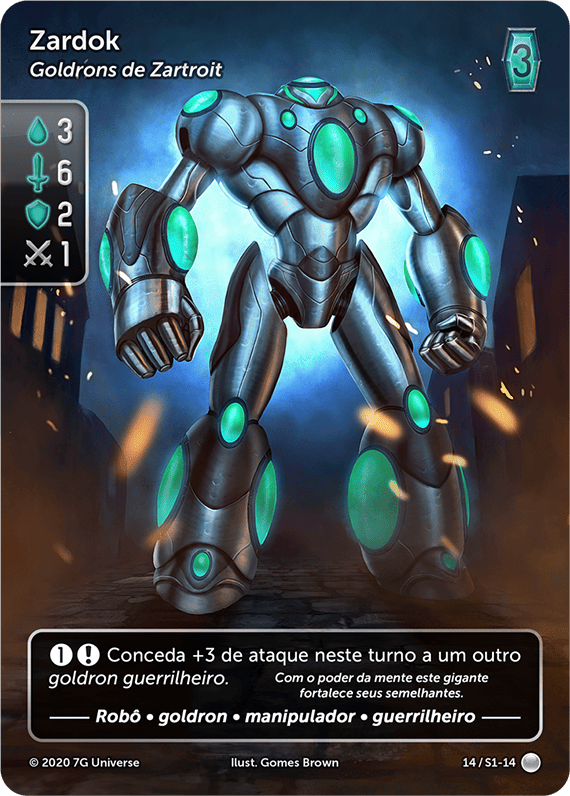 Zardok
Goldrons de Zartroit
3
3
6
2
1
1 ! Conceda +3 de ataque neste turno a um outro
goldron guerrilheiro.
Com o poder da mente este gigante
fortalece seus semelhantes.
Robô • goldron • manipulador • guerrilheiro
© 2020 7G Universe
Ilust. Gomes Brown
14 / S1-14